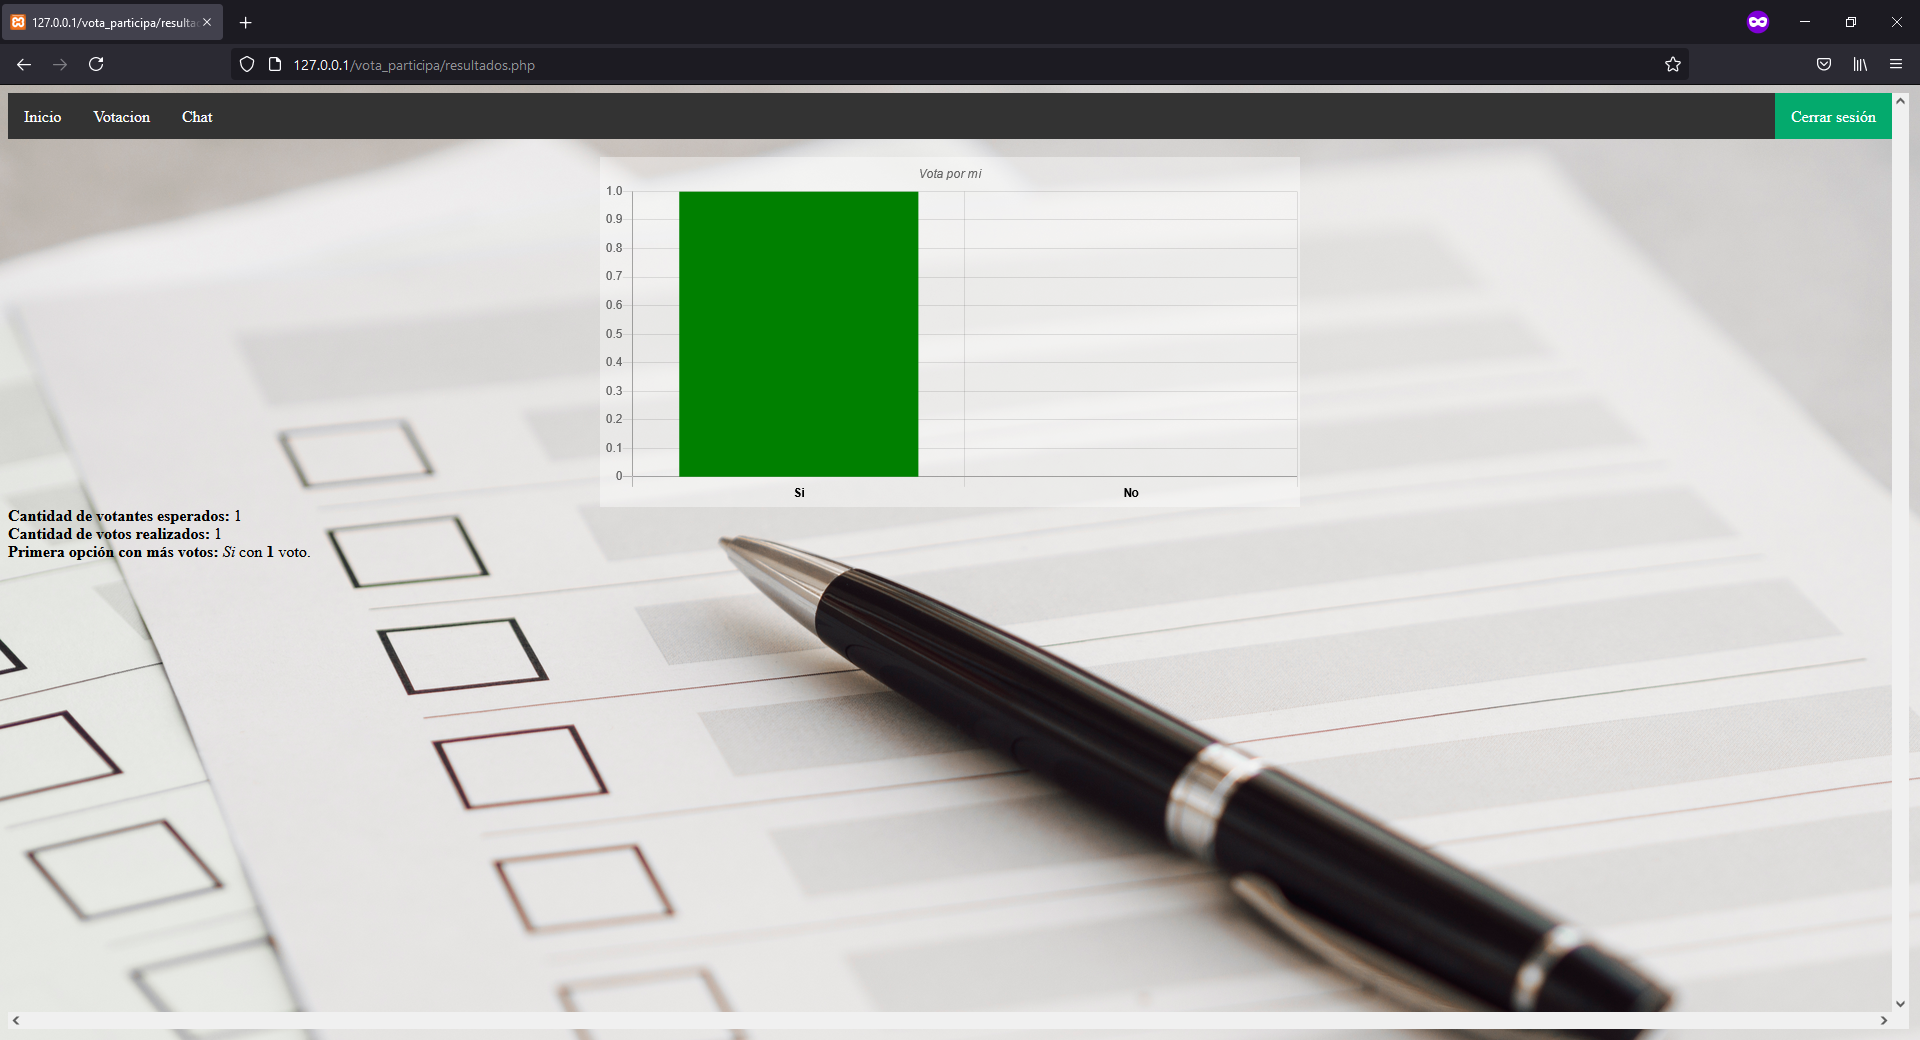 127.0.0.1/vota_participa/resulta
127.0.0.1/vota_participa/resultados.php
Inicio Votacion Chat Cerrar sesión
Vota por mi
1.0
0.9
0.8
0.7
0.6
0.5
0.4
0.3
0.2
0.1
0
Si No
Cantidad de votantes esperados: 1
Cantidad de votos realizados: 1
Primera opción con más votos: Si con 1 voto.